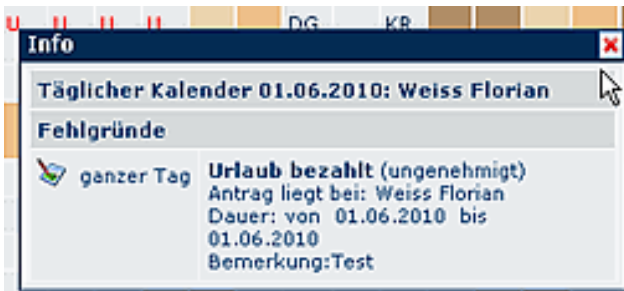 U U U U DG KR
Info
Täglicher Kalender 01.06.2010: Weiss Florian
Fehlgründe
ganzer Tag
Urlaub bezahlt (ungenehmigt)
Antrag liegt bei: Weiss Florian
Dauer: von 01.06.2010 bis
01.06.2010
Bemerkung:Test